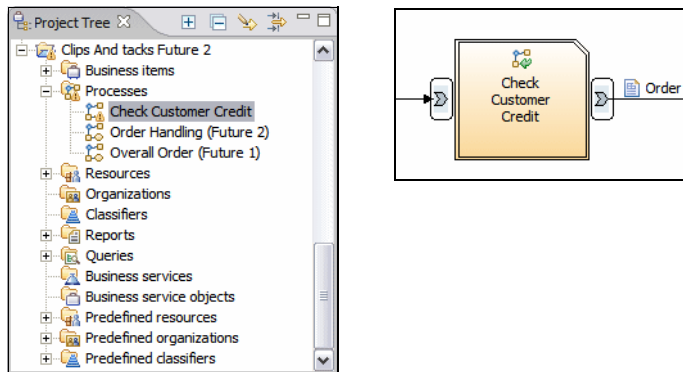 Project Tree
Clips And tacks Future 2
Business items
Processes
Check Customer Credit
Order Handling (Future 2)
Overall Order (Future 1)
Resources
Organizations
Classifiers
Reports
Queries
Business services
Business service objects
Predefined resources
Predefined organizations
Predefined classifiers
Check
Customer
Credit
Order